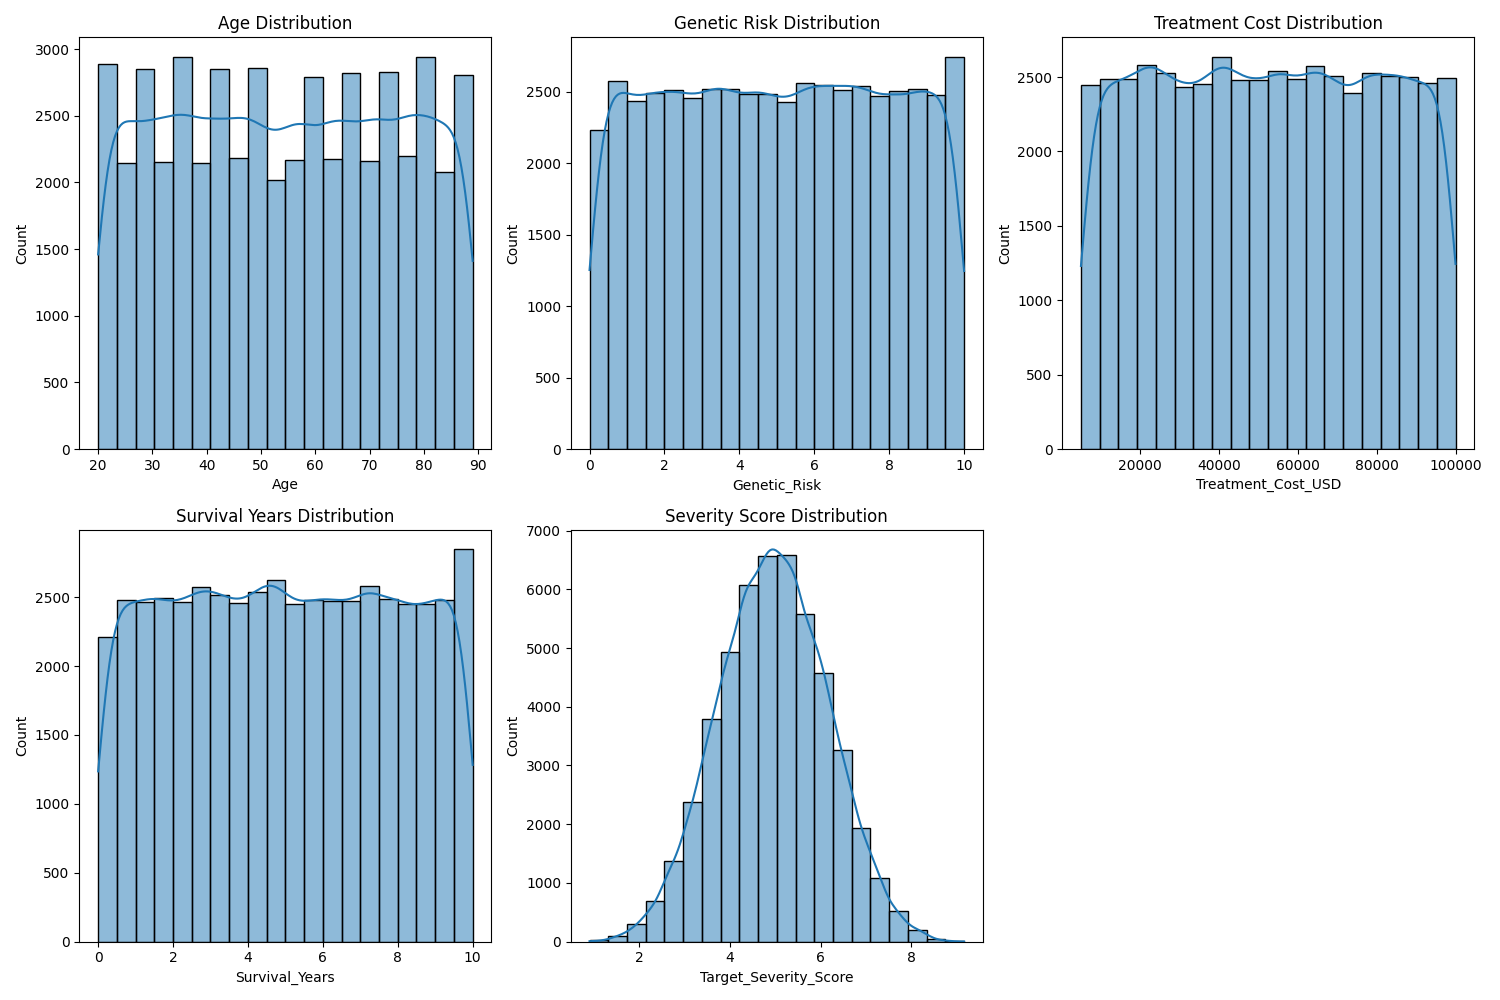 Age Distribution
Count
3000
2500
2000
1500
1000
500
0
20 30 40 50 60 70 80 90
Age
Genetic Risk Distribution
Count
2500
2000
1500
1000
500
0
0 2 4 6 8 10
Genetic_Risk
Treatment Cost Distribution
Count
2500
2000
1500
1000
500
0
20000 40000 60000 80000 100000
Treatment_Cost_USD
Survival Years Distribution
Count
2500
2000
1500
1000
500
0
0 2 4 6 8 10
Survival_Years
Severity Score Distribution
Count
7000
6000
5000
4000
3000
2000
1000
0
2 4 6 8
Target_Severity_Score